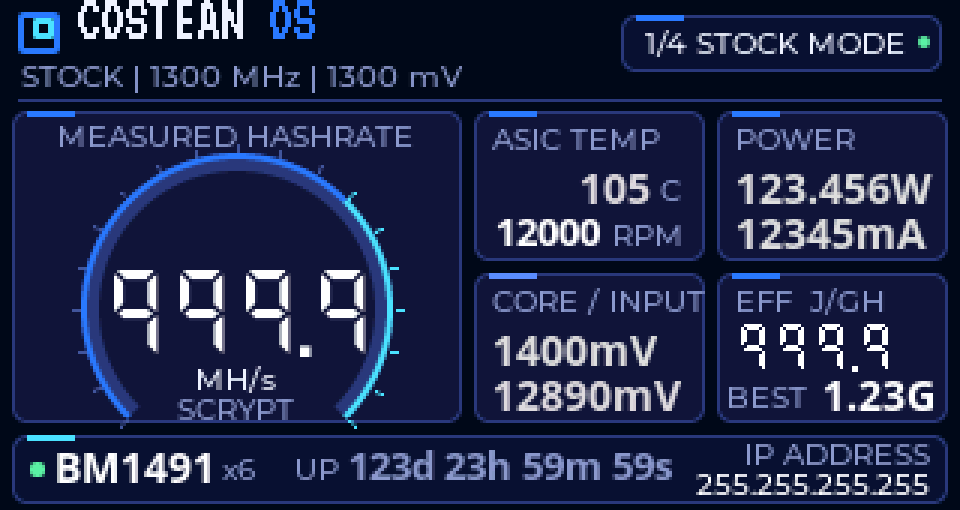 COSTEAN OS
1/4 STOCK MODE
STOCK | 1300 MHz | 1300 mV
MEASURED HASHRATE
999.9
MH/s
SCRYPT
ASIC TEMP
105 C
12000 RPM
POWER
123.456W
12345mA
CORE / INPUT
1400mV
12890mV
EFF J/GH
999.9
BEST 1.23G
BM1491 x6
UP 123d 23h 59m 59s
IP ADDRESS
255.255.255.255